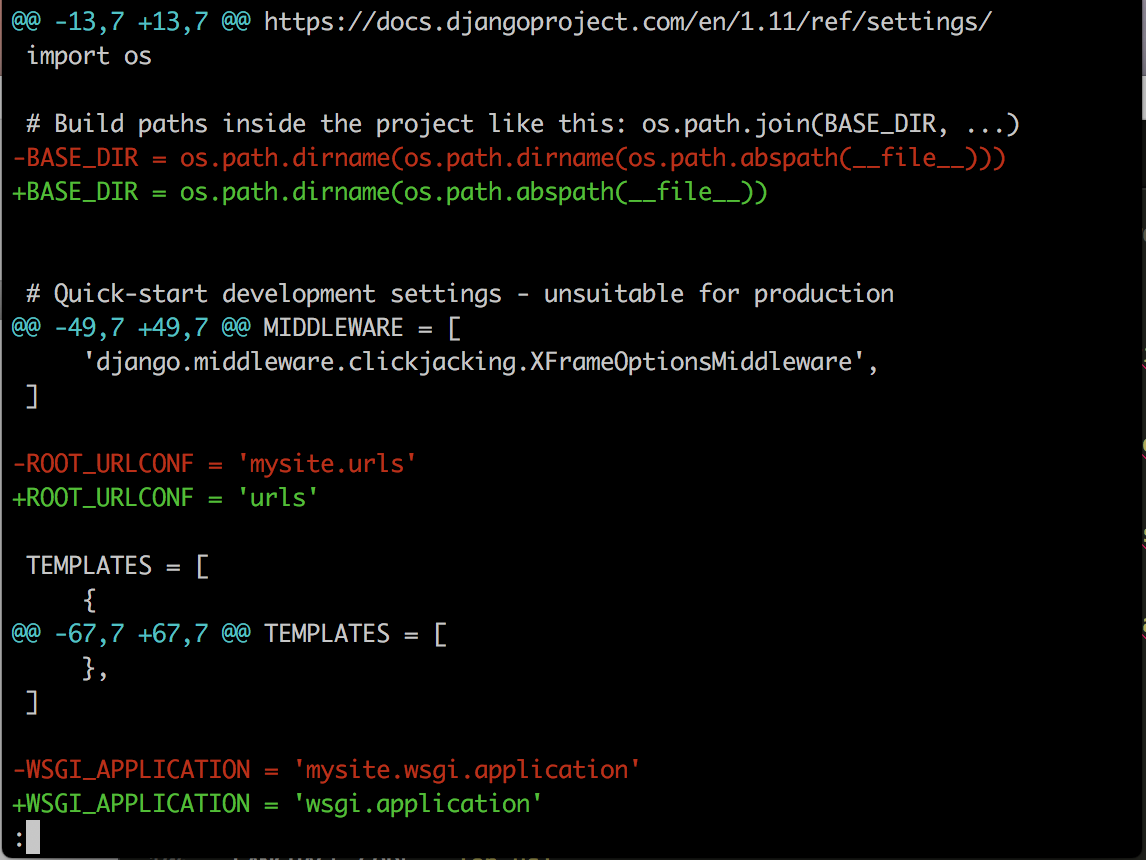 @@ -13,7 +13,7 @@ https://docs.djangoproject.com/en/1.11/ref/settings/
 import os

 # Build paths inside the project like this: os.path.join(BASE_DIR, ...)
-BASE_DIR = os.path.dirname(os.path.dirname(os.path.abspath(__file__)))
+BASE_DIR = os.path.dirname(os.path.abspath(__file__))


 # Quick-start development settings - unsuitable for production
@@ -49,7 +49,7 @@ MIDDLEWARE = [
     'django.middleware.clickjacking.XFrameOptionsMiddleware',
 ]

-ROOT_URLCONF = 'mysite.urls'
+ROOT_URLCONF = 'urls'

 TEMPLATES = [
     {
@@ -67,7 +67,7 @@ TEMPLATES = [
     },
 ]

-WSGI_APPLICATION = 'mysite.wsgi.application'
+WSGI_APPLICATION = 'wsgi.application'
: